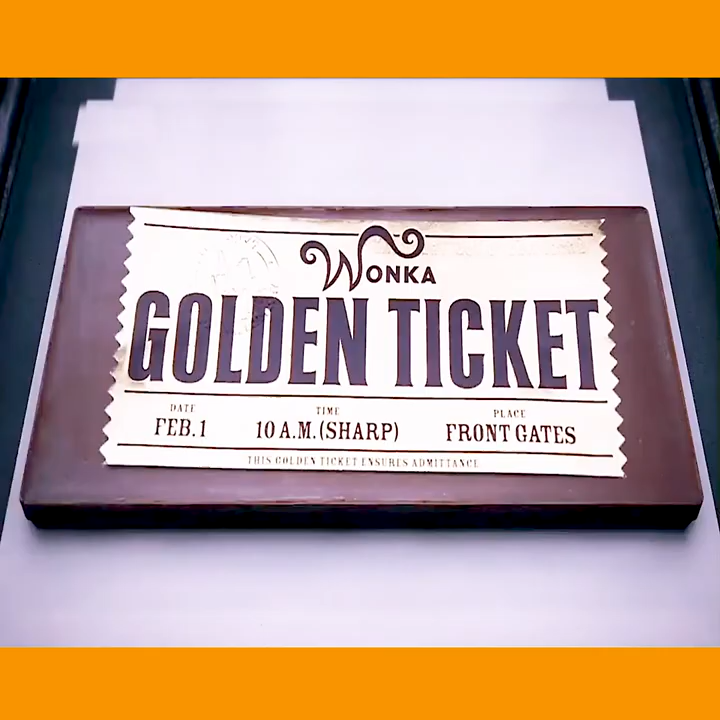 WONKA
GOLDEN TICKET
DATE TIME PLACE
FEB.1 10 A.M.(SHARP) FRONT GATES
THIS GOLDEN TICKET ENSURES ADMITTANCE